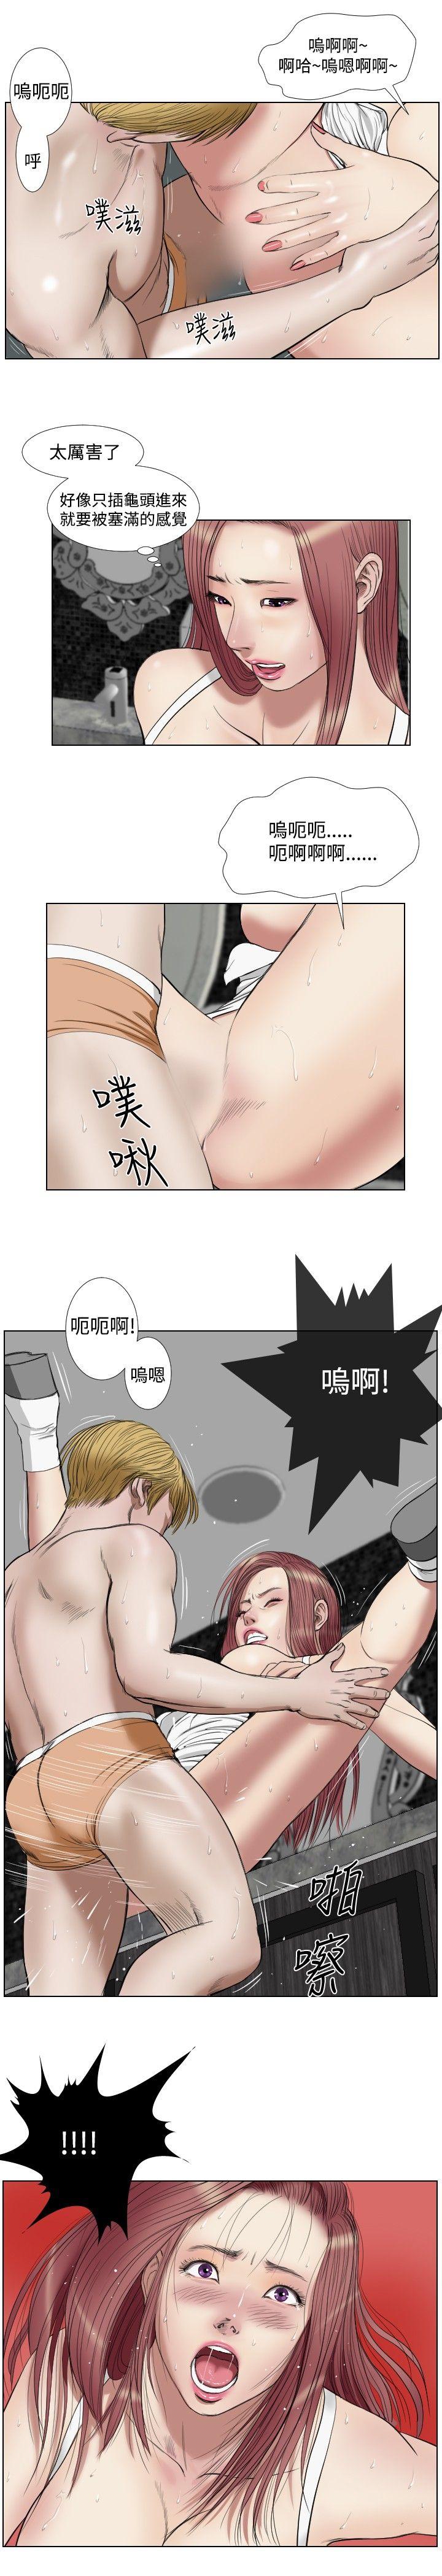 嗚啊啊~
啊哈~嗚恩啊啊~
嗚呃呃
呼
噗滋
噗滋
太厲害了
好像只插龜頭進來
就要被塞滿的感覺
嗚呃呃.....
呃啊啊啊......
噗
啾
呃呃啊!
嗚嗯
嗚啊!
啪
嚓
!!!!